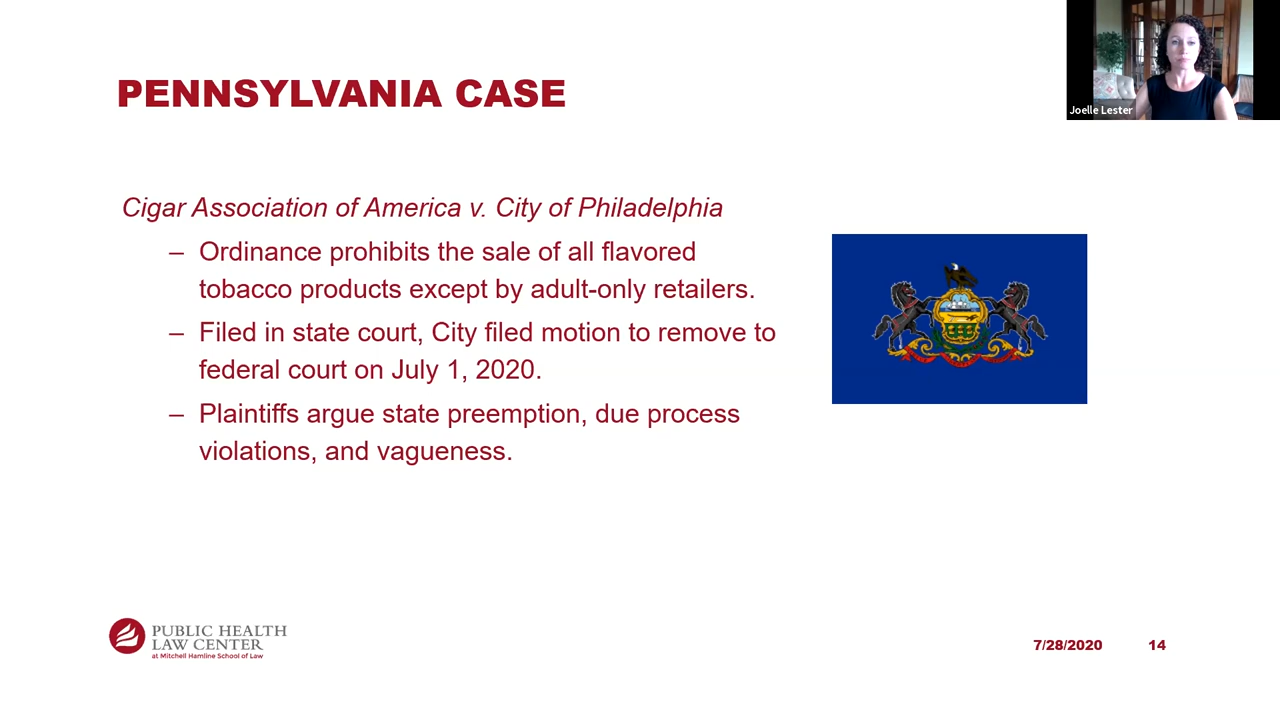 PENNSYLVANIA CASE
Joelle Lester
Cigar Association of America v. City of Philadelphia
– Ordinance prohibits the sale of all flavored
tobacco products except by adult-only retailers.
– Filed in state court, City filed motion to remove to
federal court on July 1, 2020.
– Plaintiffs argue state preemption, due process
violations, and vagueness.
PUBLIC HEALTH
LAW CENTER
at Mitchell Hamline School of Law
7/28/2020 14